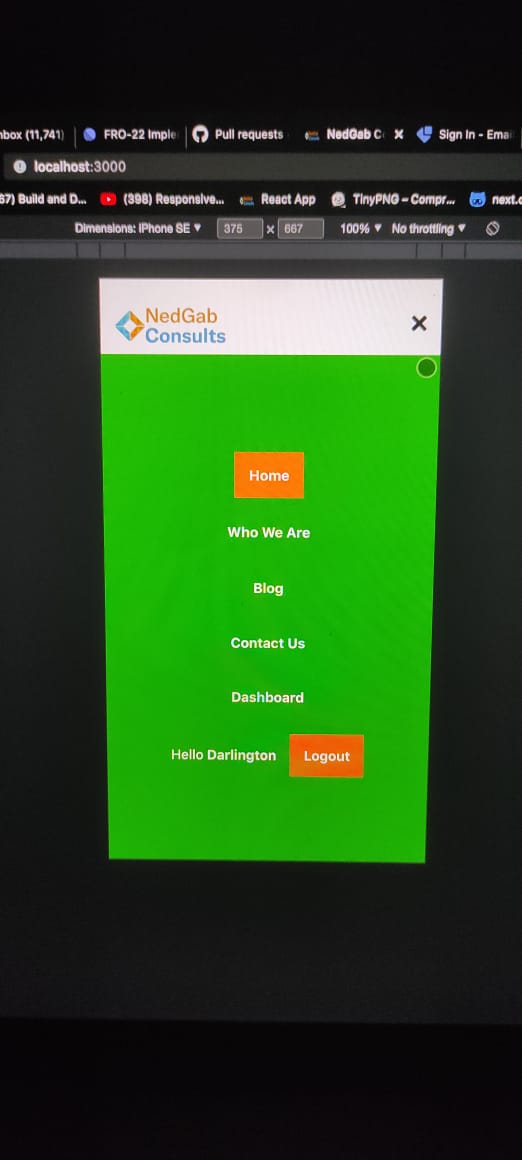 nbox (11,741) FRO-22 Imple Pull requests NedGab C Sign In - Emai
localhost:3000
67) Build and D... (398) Responsive... React App TinyPNG – Compr... next.
Dimensions: iPhone SE ▼ 375 x 667 100% ▼ No throttling ▼
NedGab
Consults
Home
Who We Are
Blog
Contact Us
Dashboard
Hello Darlington Logout